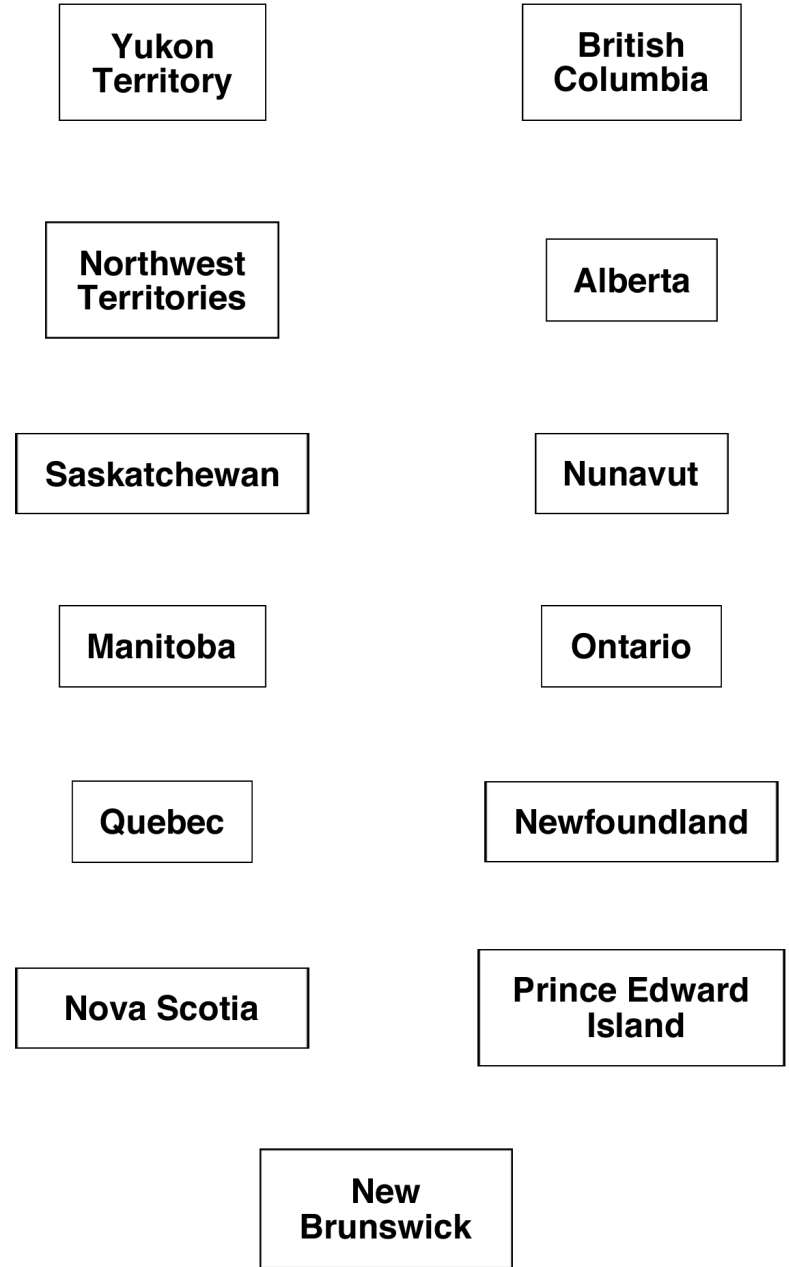 Yukon
Territory
British
Columbia
Northwest
Territories
Alberta
Saskatchewan
Nunavut
Manitoba
Ontario
Quebec
Newfoundland
Nova Scotia
Prince Edward
Island
New
Brunswick